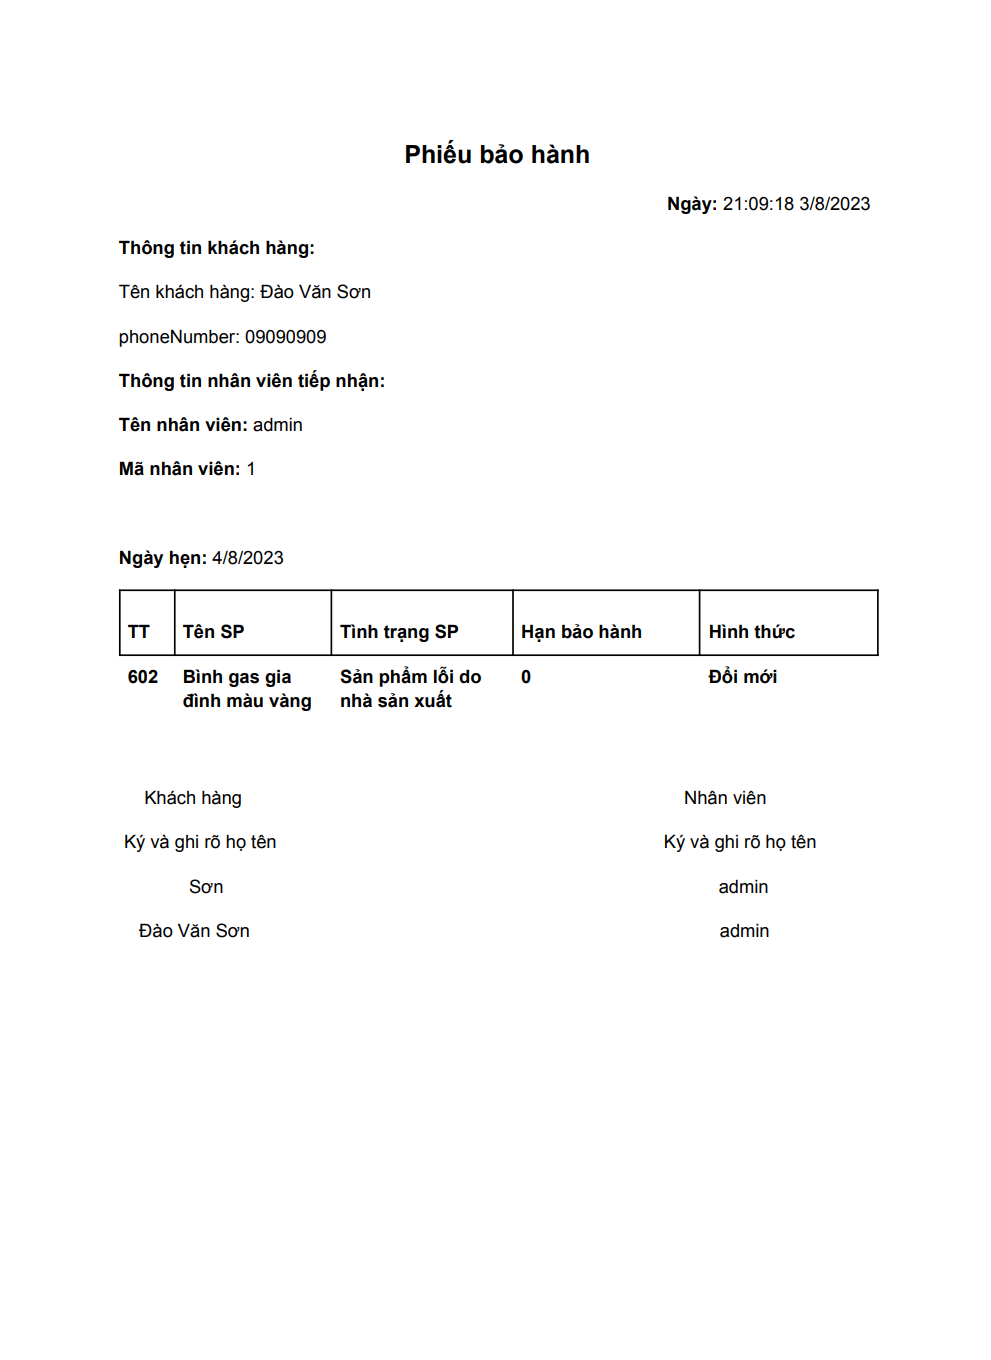 Phiếu bảo hành
Ngày: 21:09:18 3/8/2023
Thông tin khách hàng:
Tên khách hàng: Đào Văn Sơn
phoneNumber: 09090909
Thông tin nhân viên tiếp nhận:
Tên nhân viên: admin
Mã nhân viên: 1
Ngày hẹn: 4/8/2023
TT Tên SP Tình trạng SP Hạn bảo hành Hình thức
602 Bình gas gia Sản phẩm lỗi do 0 Đổi mới
đình màu vàng nhà sản xuất
Khách hàng Nhân viên
Ký và ghi rõ họ tên Ký và ghi rõ họ tên
Sơn admin
Đào Văn Sơn admin